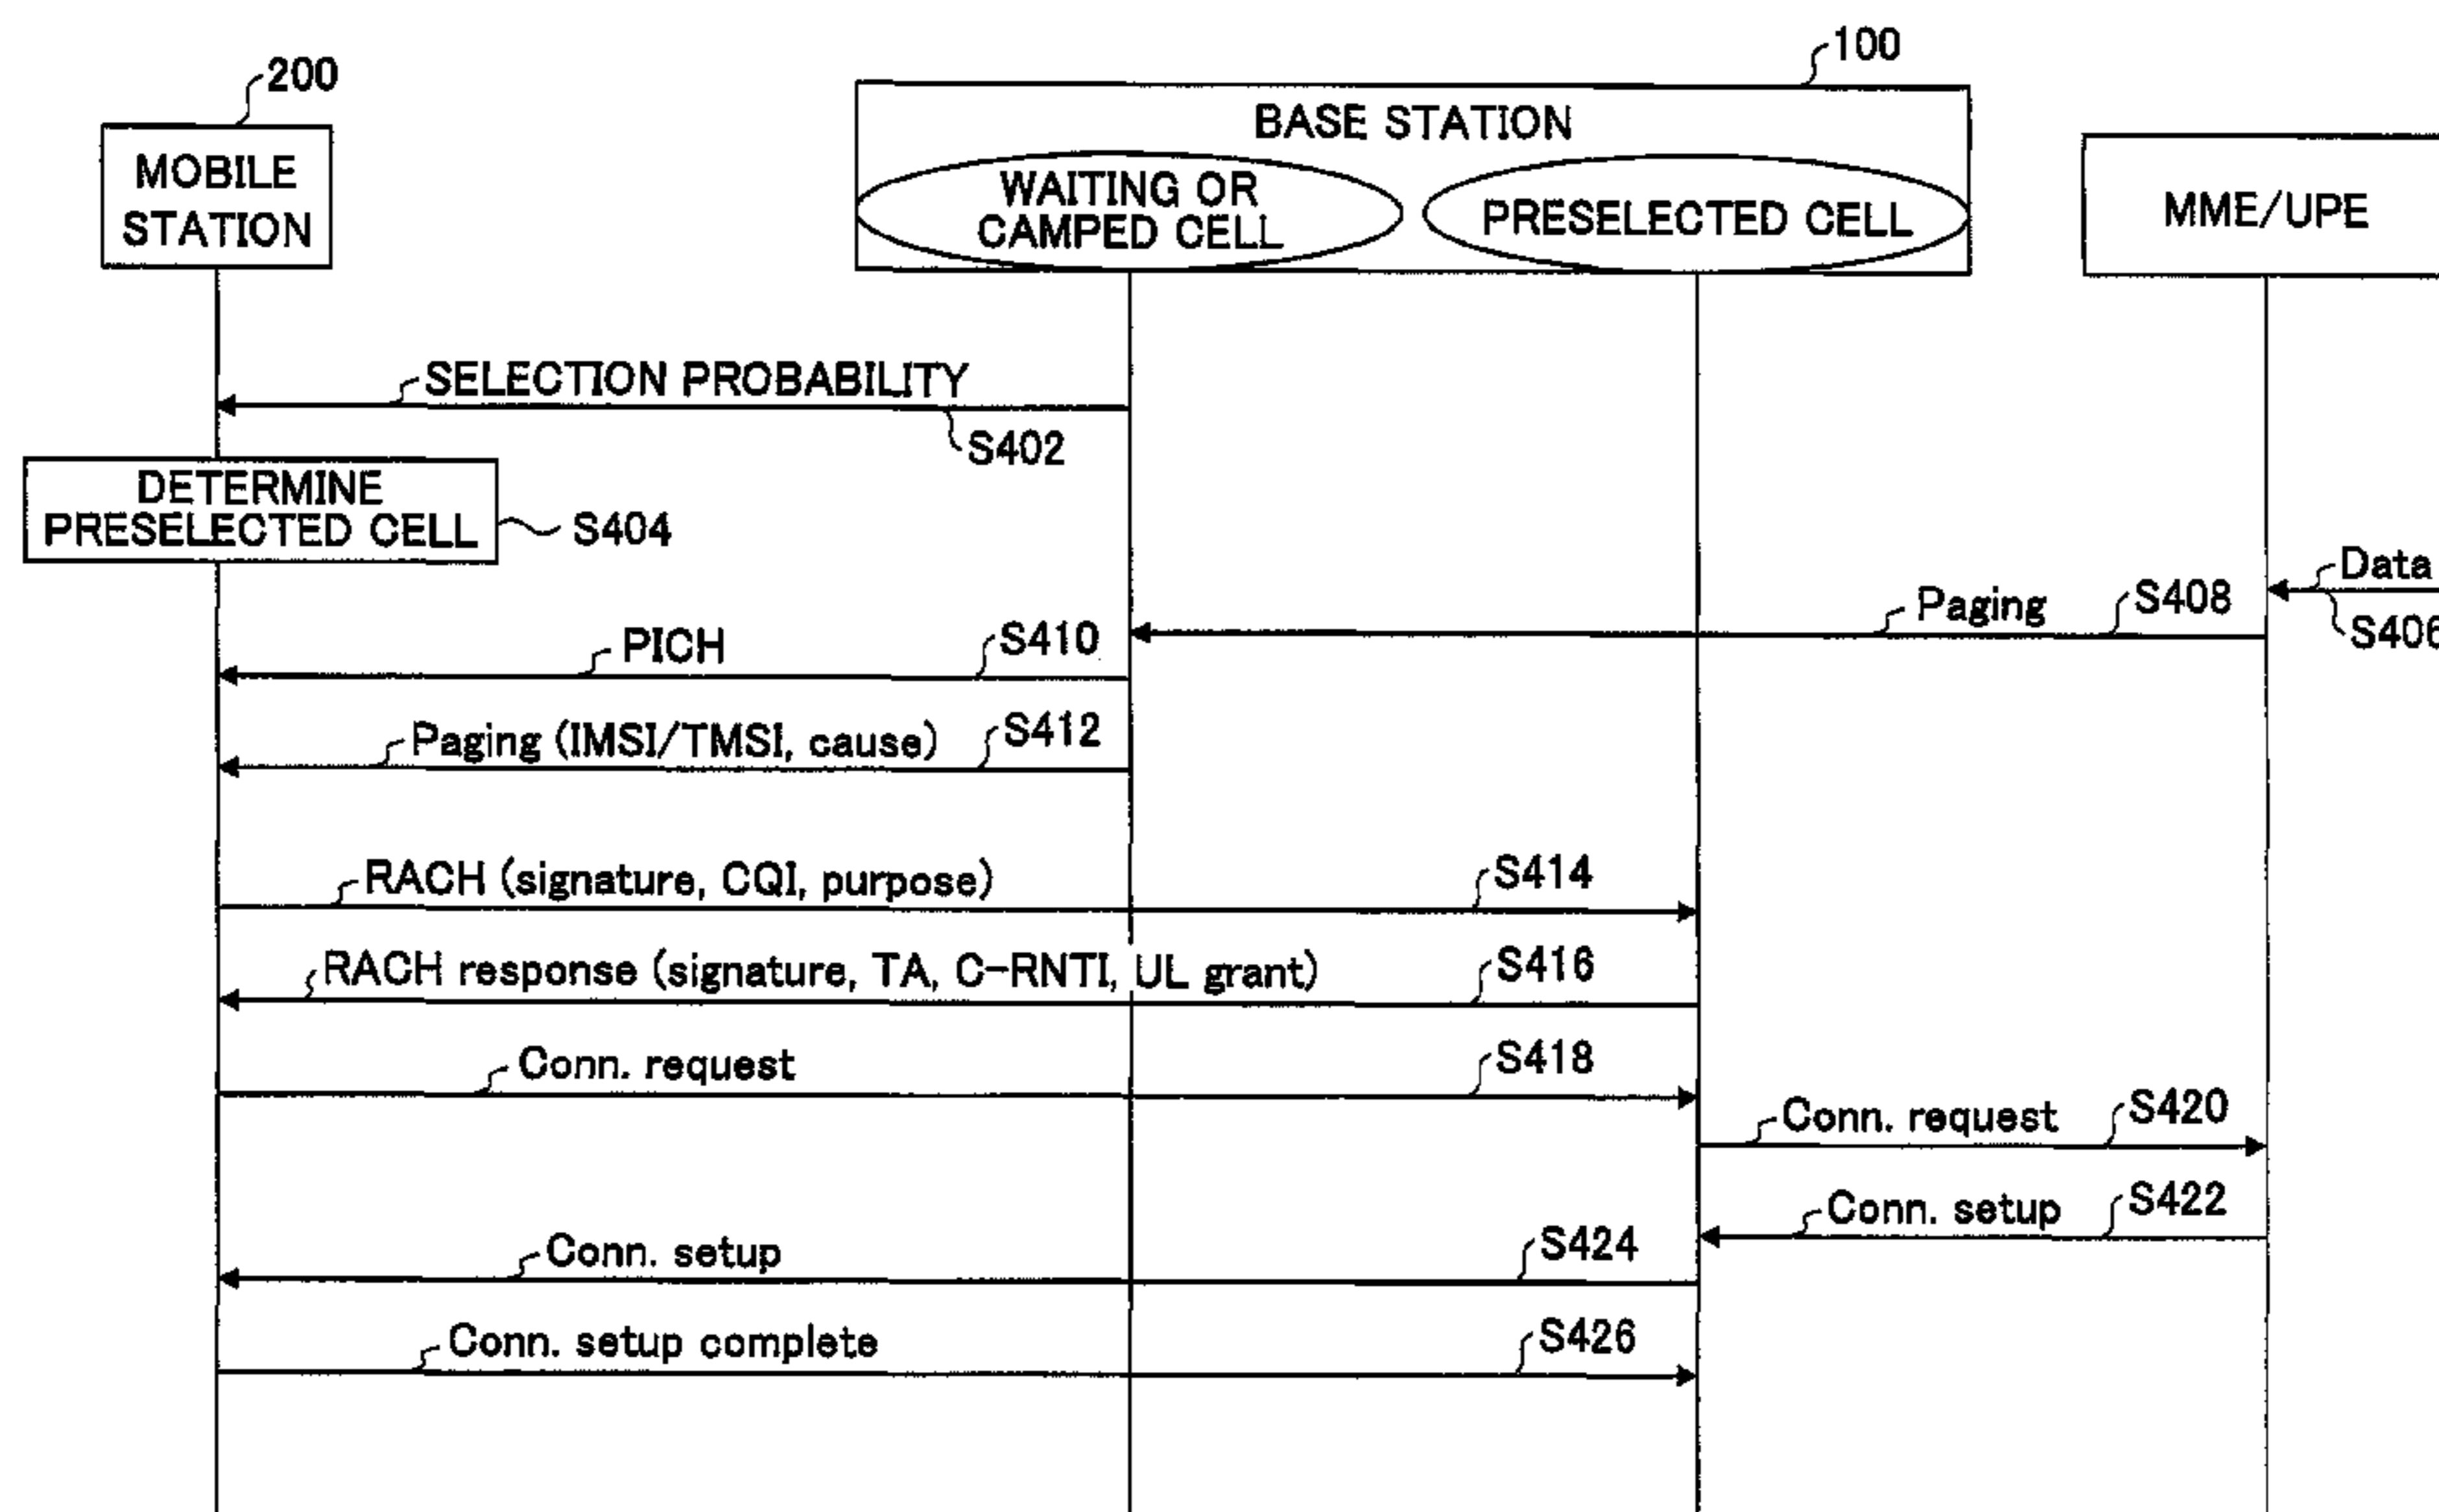 200
100
MOBILE
STATION
BASE STATION
WAITING OR
CAMPED CELL
PRESELECTED CELL
MME/UPE
SELECTION PROBABILITY
S402
DETERMINE
PRESELECTED CELL
S404
Data
S406
Paging
S408
PICH
S410
Paging (IMSI/TMSI, cause)
S412
RACH (signature, CQI, purpose)
S414
RACH response (signature, TA, C-RNTI, UL grant)
S416
Conn. request
S418
Conn. request
S420
Conn. setup
S422
Conn. setup
S424
Conn. setup complete
S426